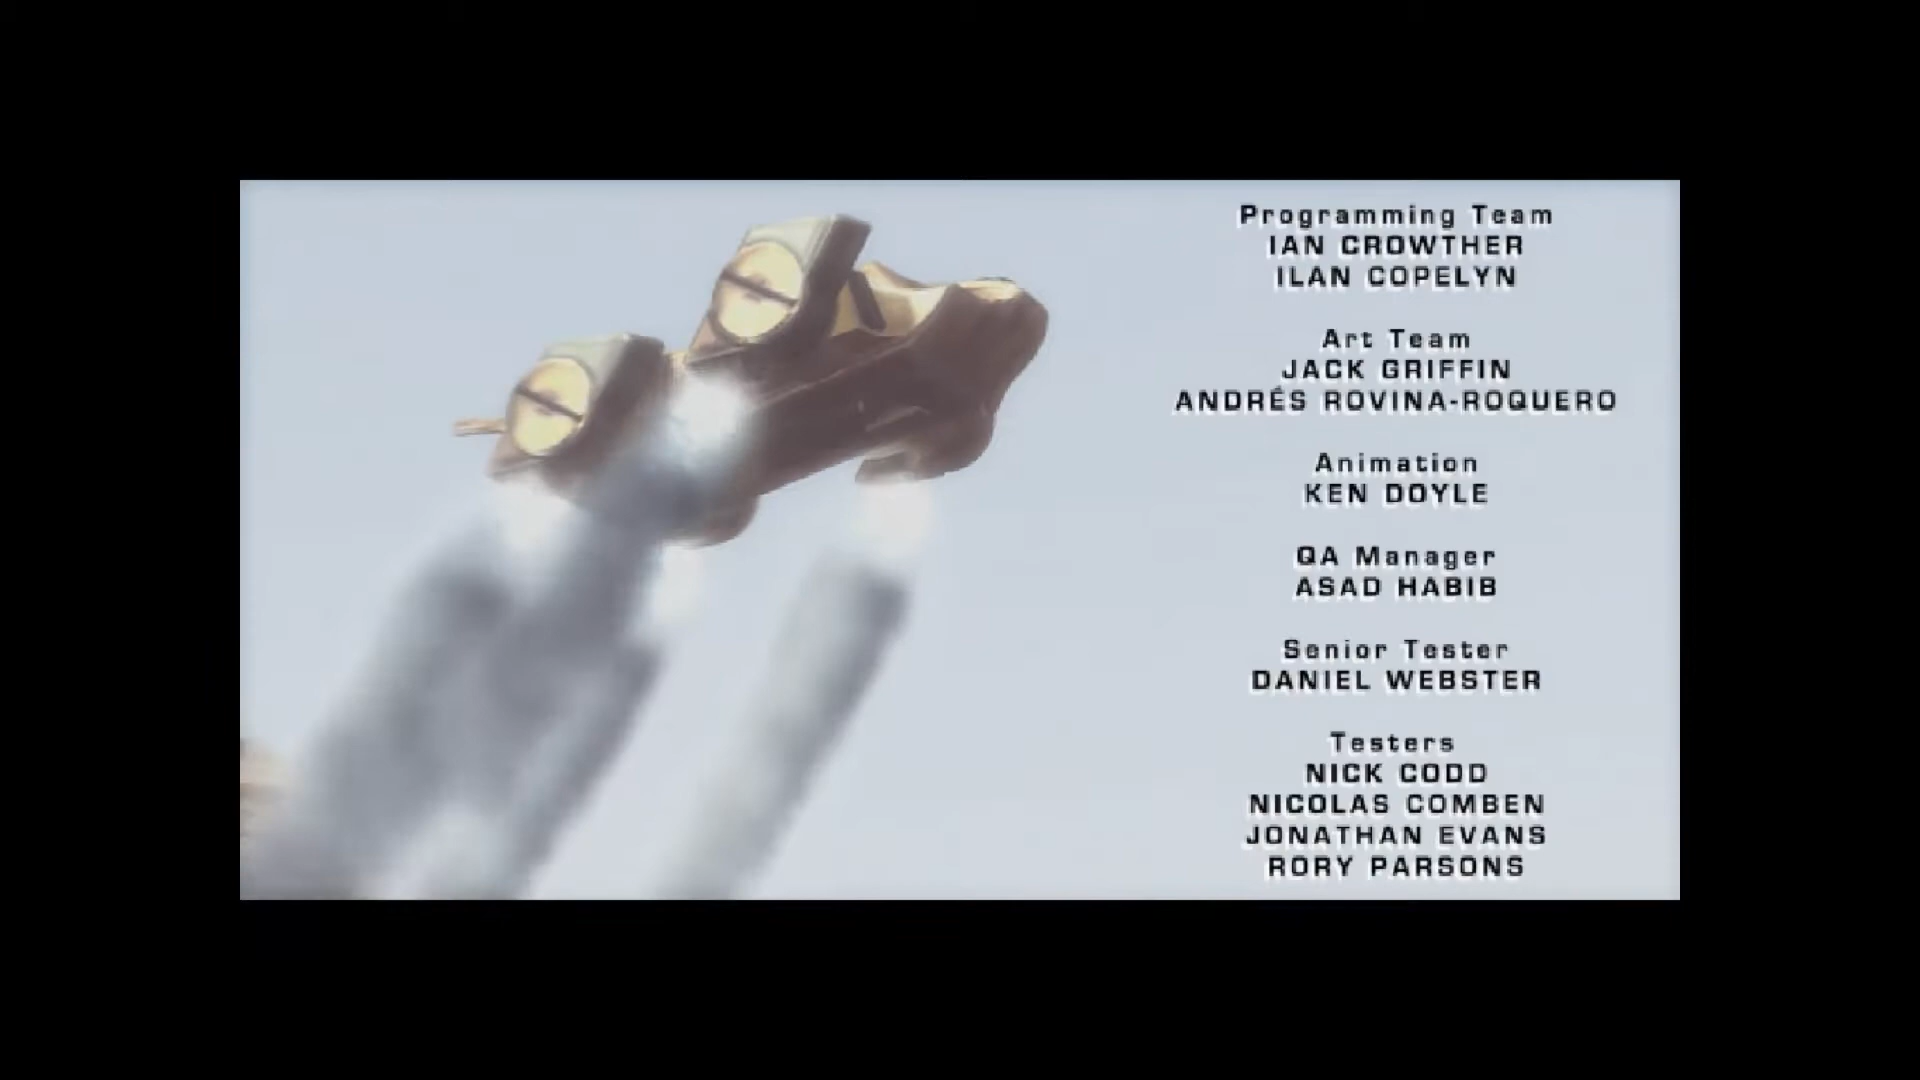 Programming Team
IAN CROWTHER
ILAN COPELYN
Art Team
JACK GRIFFIN
ANDRÉS ROVINA-ROQUERO
Animation
KEN DOYLE
QA Manager
ASAD HABIB
Senior Tester
DANIEL WEBSTER
Testers
NICK CODD
NICOLAS COMBEN
JONATHAN EVANS
RORY PARSONS